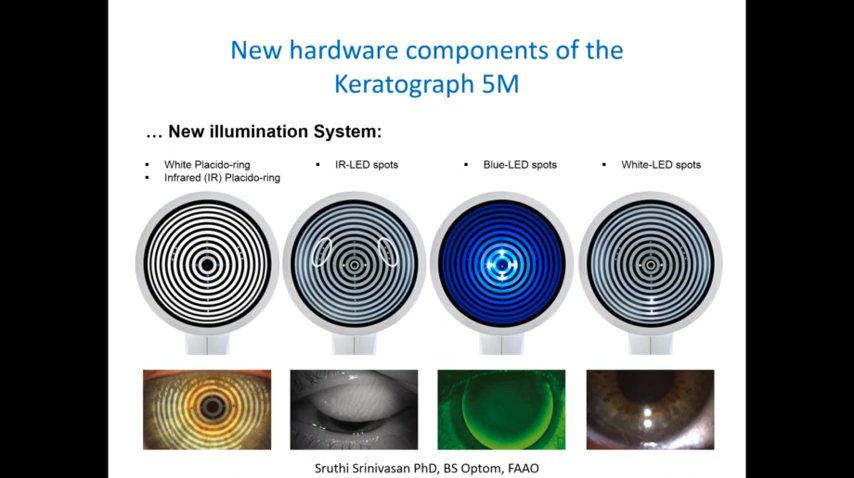 New hardware components of the
Keratograph 5M
... New illumination System:
▪ White Placido-ring
▪ Infrared (IR) Placido-ring
▪ IR-LED spots
▪ Blue-LED spots
▪ White-LED spots
Sruthi Srinivasan PhD, BS Optom, FAAO